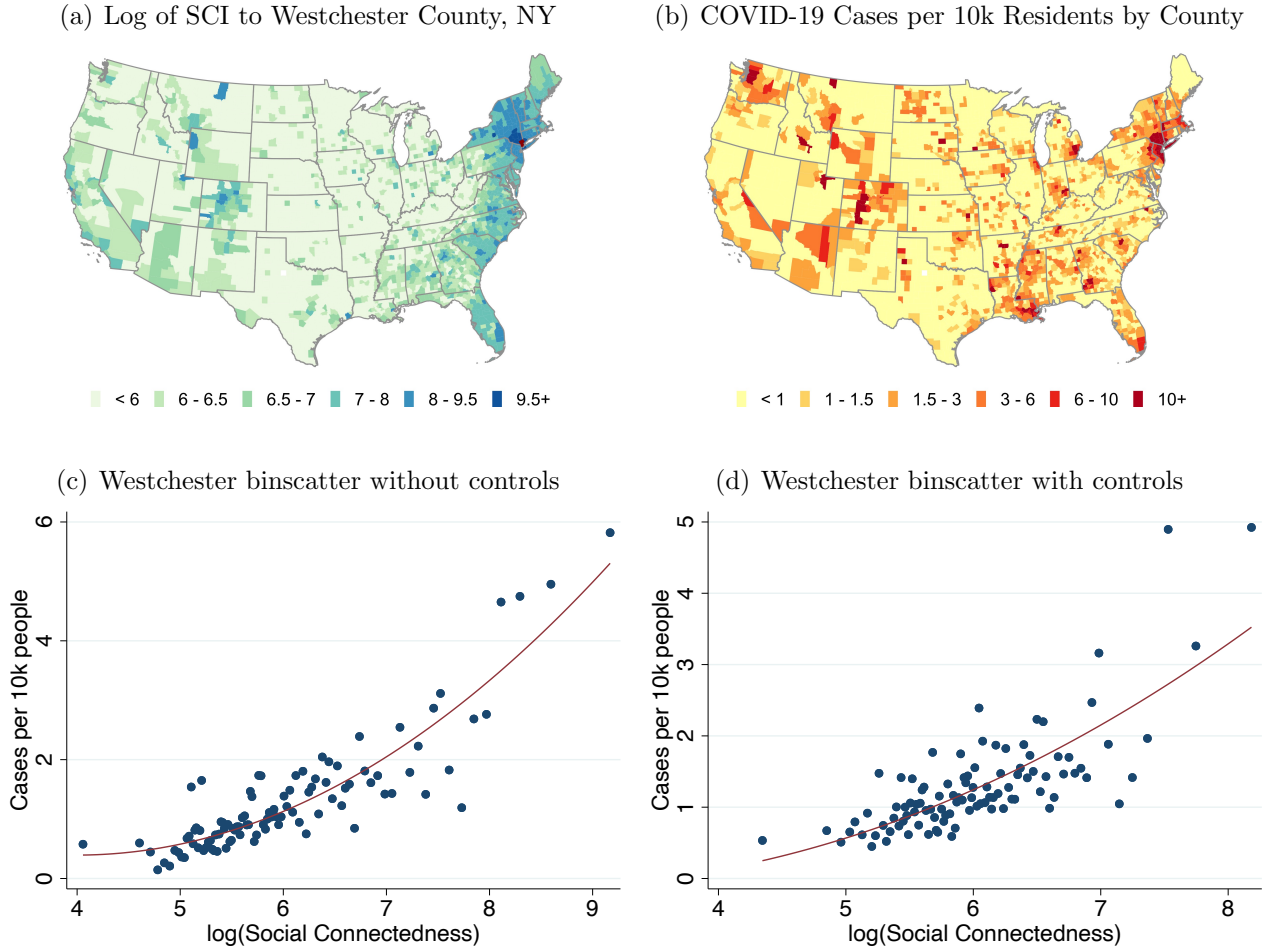 (a) Log of SCI to Westchester County, NY
(b) COVID-19 Cases per 10k Residents by County
< 6 6 - 6.5 6.5 - 7 7 - 8 8 - 9.5 9.5+
< 1 1 - 1.5 1.5 - 3 3 - 6 6 - 10 10+
(c) Westchester binscatter without controls
Cases per 10k people
6
4
2
0
4 5 6 7 8 9
log(Social Connectedness)
(d) Westchester binscatter with controls
Cases per 10k people
5
4
3
2
1
0
4 5 6 7 8
log(Social Connectedness)